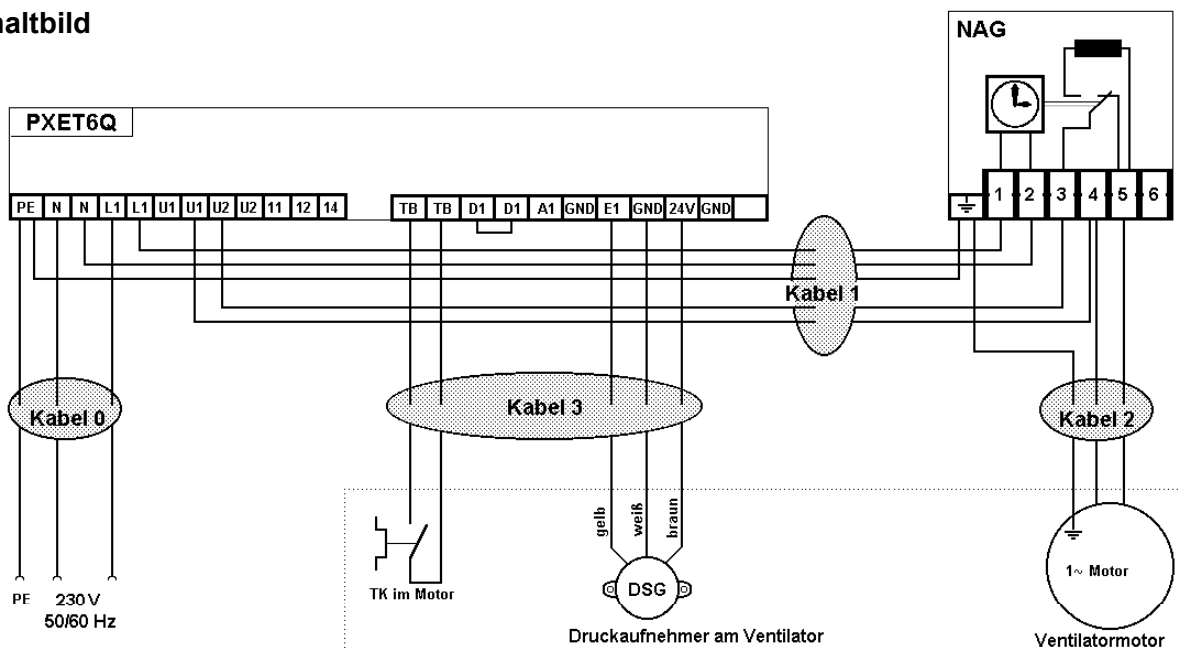 haltbild
NAG
PXET6Q
PE N N L1 L1 U1 U1 U2 U2 11 12 14
TB TB D1 D1 A1 GND E1 GND 24V GND
1 2 3 4 5 6
Kabel 1
Kabel 0
Kabel 3
Kabel 2
gelb
weiß
braun
TK im Motor
DSG
1~ Motor
PE
230 V
50/60 Hz
Druckaufnehmer am Ventilator
Ventilatormotor